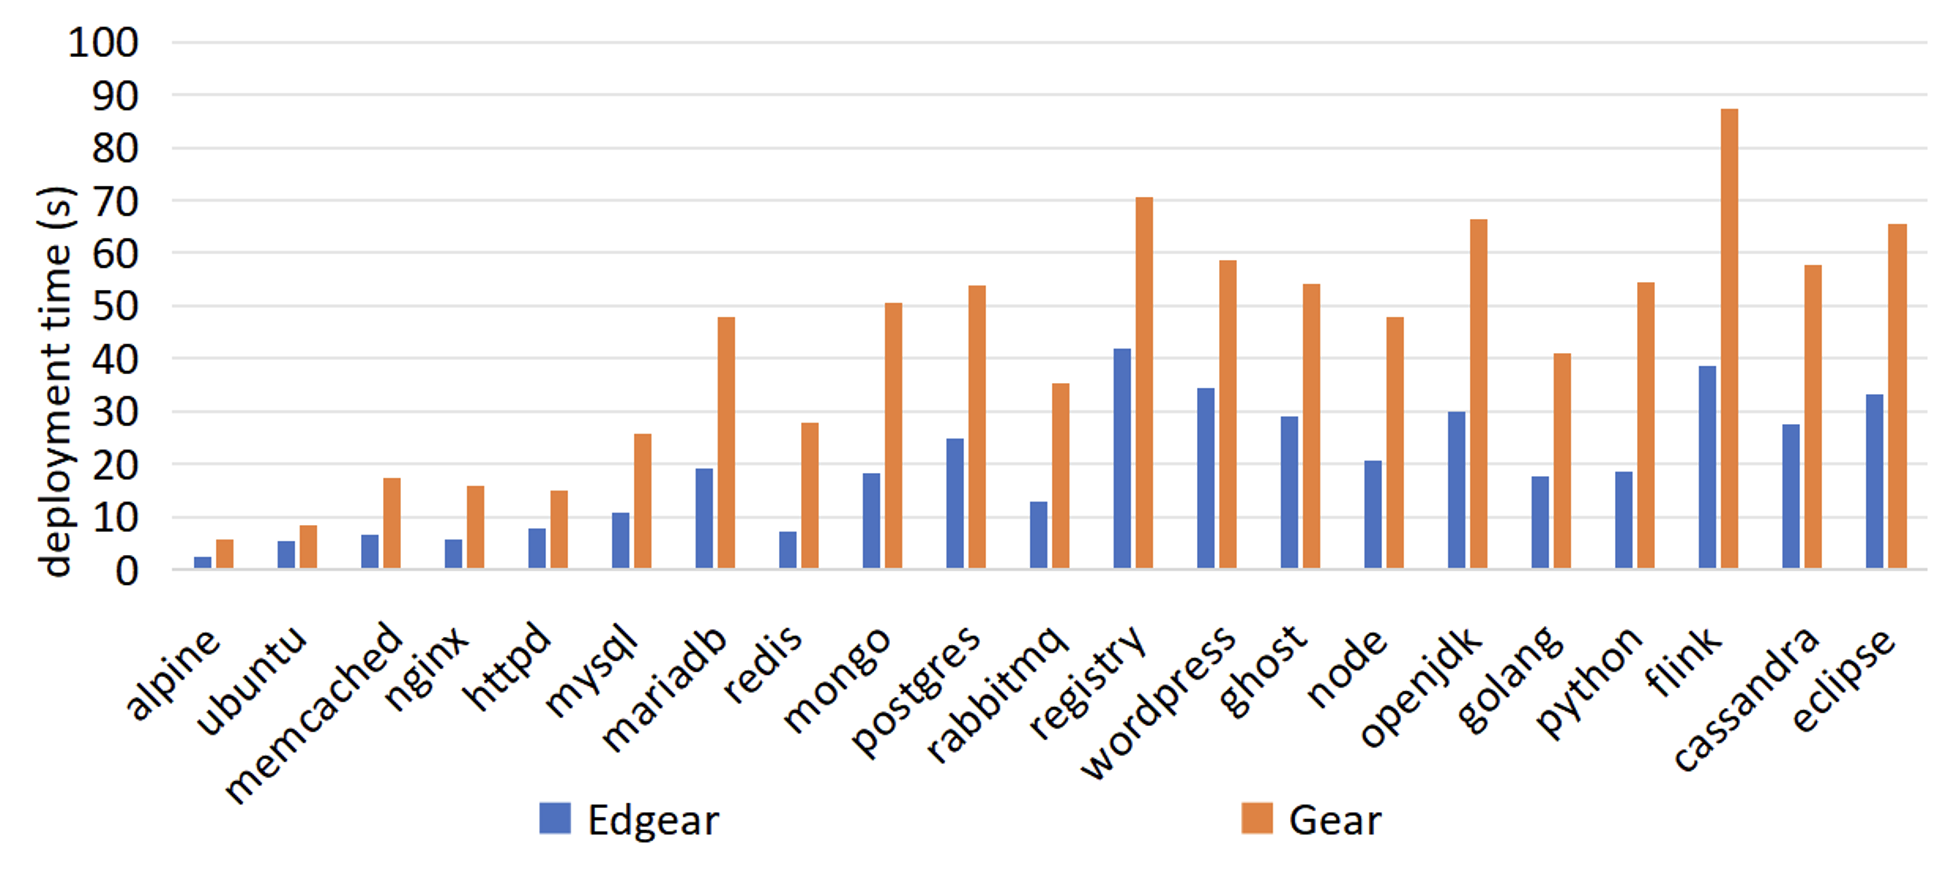 100
90
80
70
60
50
40
30
20
10
0
deployment time (s)
alpine
ubuntu
memcached
nginx
httpd
mysql
mariadb
redis
mongo
postgres
rabbitmq
registry
wordpress
ghost
node
openjdk
golang
python
flink
cassandra
eclipse
Edgear
Gear